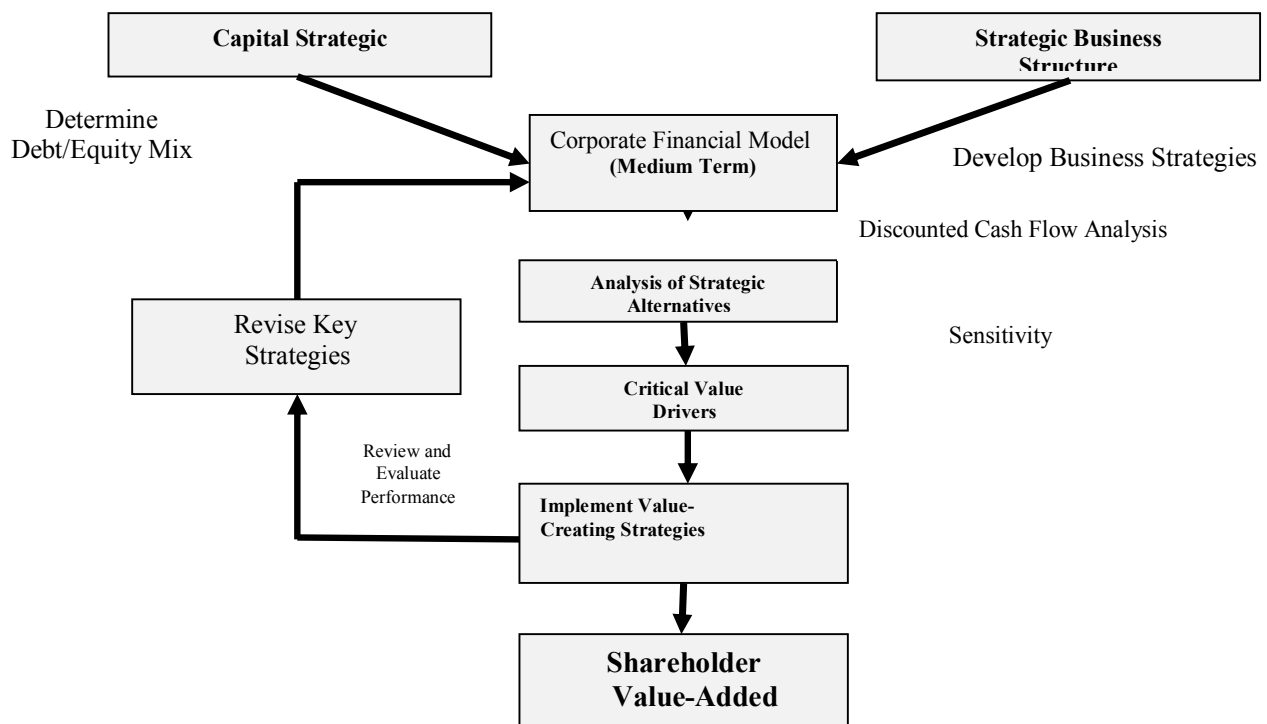 Capital Strategic
Strategic Business
Structure
Determine
Debt/Equity Mix
Corporate Financial Model
(Medium Term)
Develop Business Strategies
Discounted Cash Flow Analysis
Analysis of Strategic
Alternatives
Revise Key
Strategies
Sensitivity
Critical Value
Drivers
Review and
Evaluate
Performance
Implement Value-
Creating Strategies
Shareholder
Value-Added